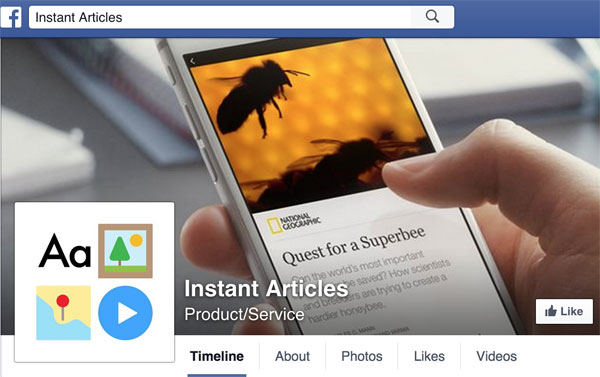 Instant Articles
NATIONAL
GEOGRAPHIC
Quest for a Superbee
Can the world's most important
be saved? How scientists
and breeders are trying to create a
hardier honeybee.
Aa
Instant Articles
Product/Service
Like
Timeline
About
Photos
Likes
Videos